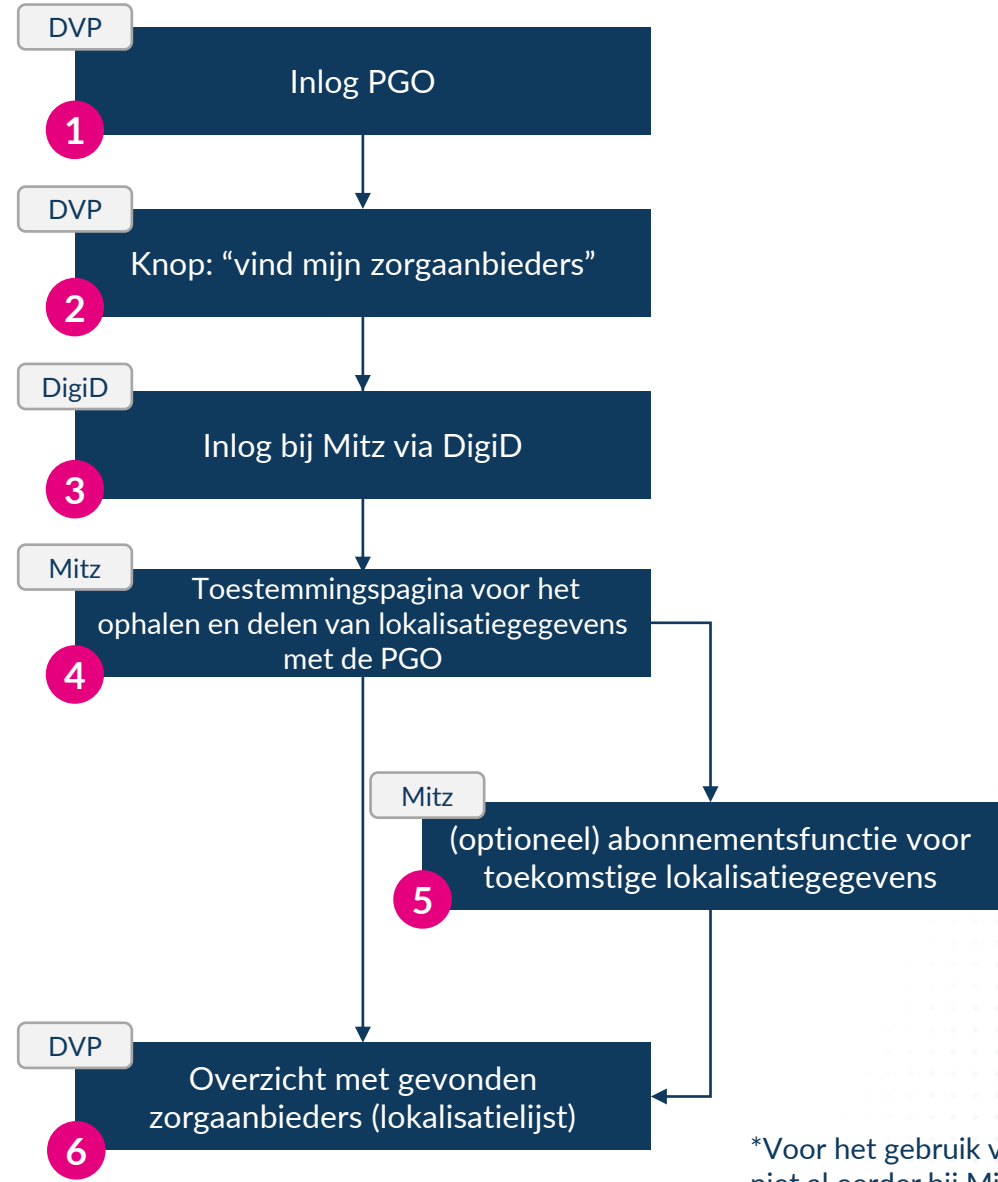 DVP
Inlog PGO
1
DVP
Knop: “vind mijn zorgaanbieders”
2
DigiD
Inlog bij Mitz via DigiD
3
Mitz
Toestemmingspagina voor het
ophalen en delen van lokalisatiegegevens
met de PGO
4
Mitz
(optioneel) abonnementsfunctie voor
toekomstige lokalisatiegegevens
5
DVP
Overzicht met gevonden
zorgaanbieders (lokalisatielijst)
6
*Voor het gebruik